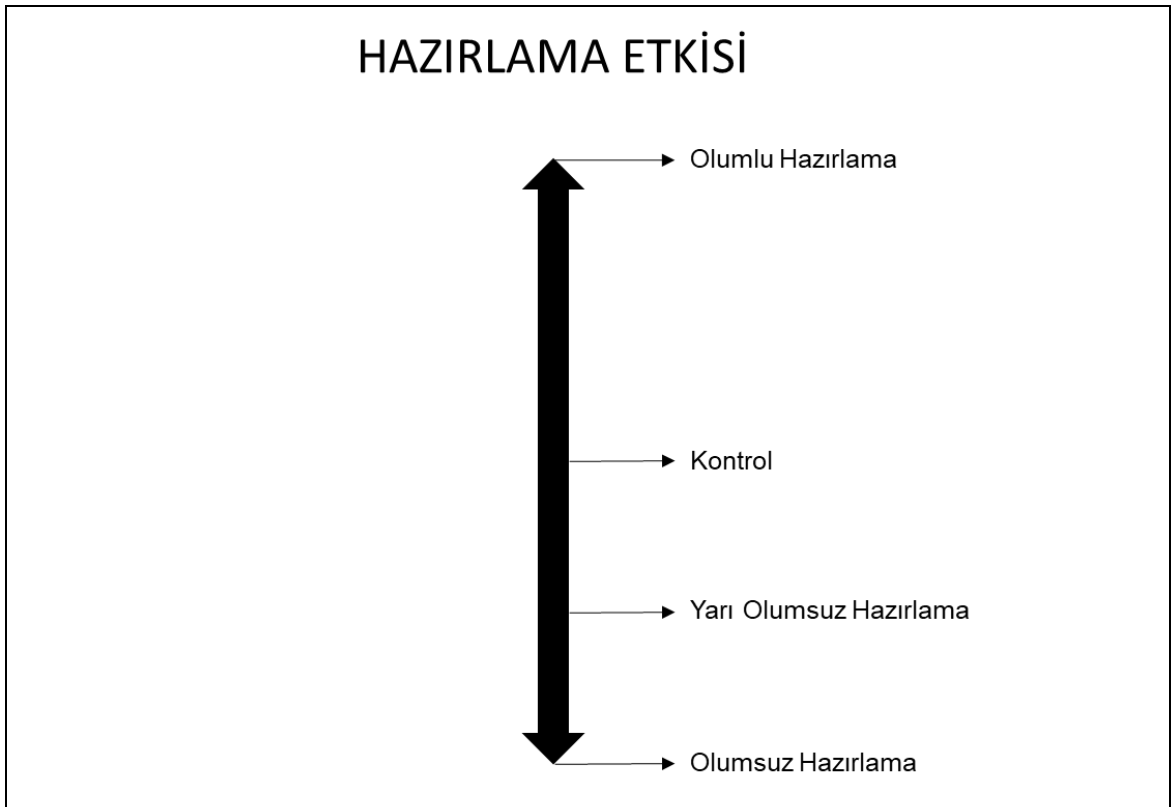 HAZIRLAMA ETKİSİ
Olumlu Hazırlama
Kontrol
Yarı Olumsuz Hazırlama
Olumsuz Hazırlama